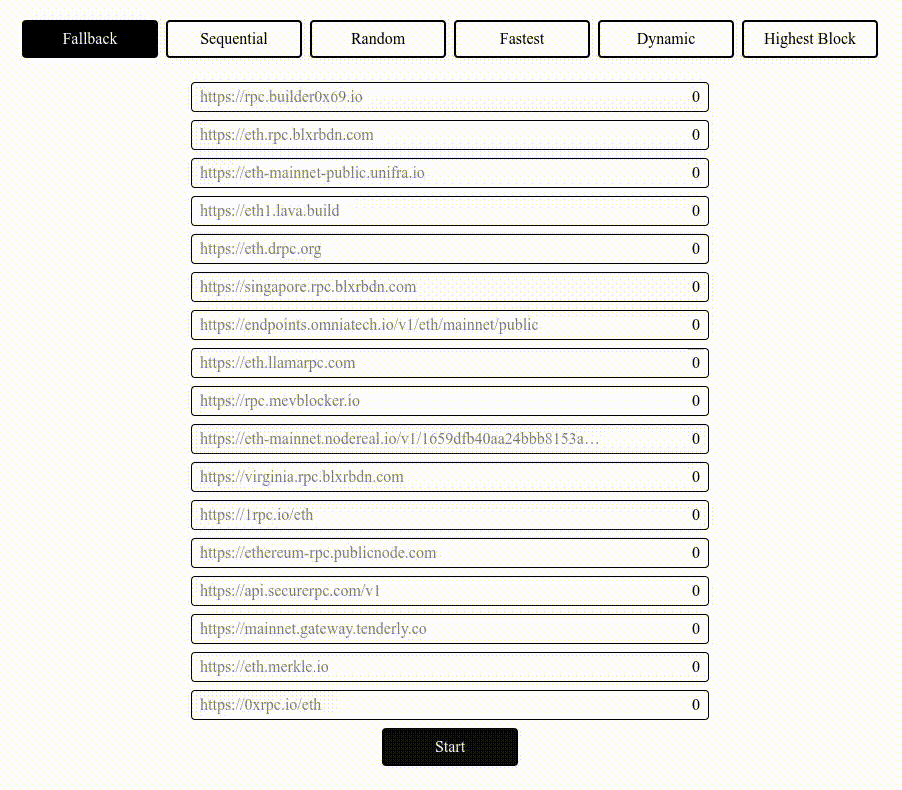 Fallback Sequential Random Fastest Dynamic Highest Block
https://rpc.builder0x69.io 0
https://eth.rpc.blxrbdn.com 0
https://eth-mainnet-public.unifra.io 0
https://eth1.lava.build 0
https://eth.drpc.org 0
https://singapore.rpc.blxrbdn.com 0
https://endpoints.omniatech.io/v1/eth/mainnet/public 0
https://eth.llamarpc.com 0
https://rpc.mevblocker.io 0
https://eth-mainnet.nodereal.io/v1/1659dfb40aa24bbb8153a… 0
https://virginia.rpc.blxrbdn.com 0
https://1rpc.io/eth 0
https://ethereum-rpc.publicnode.com 0
https://api.securerpc.com/v1 0
https://mainnet.gateway.tenderly.co 0
https://eth.merkle.io 0
https://0xrpc.io/eth 0
Start